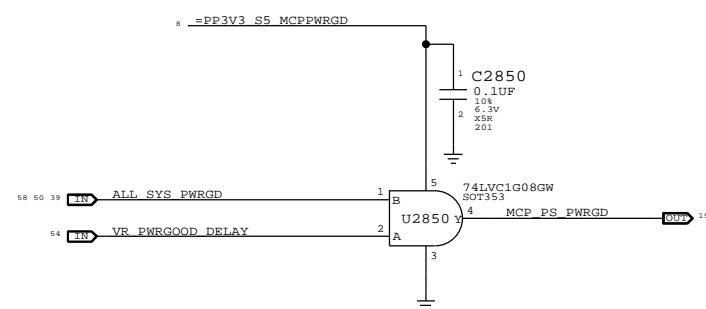 8 =PP3V3_S5_MCPPWRGD
1 C2850
0.1UF
10%
6.3V
2 X5R
201
5 74LVC1G08GW
SOT353
58 50 39 IN ALL_SYS_PWRGD 1 B
U2850 Y 4 MCP_PS_PWRGD OUT
54 IN VR_PWRGOOD_DELAY 2 A
3